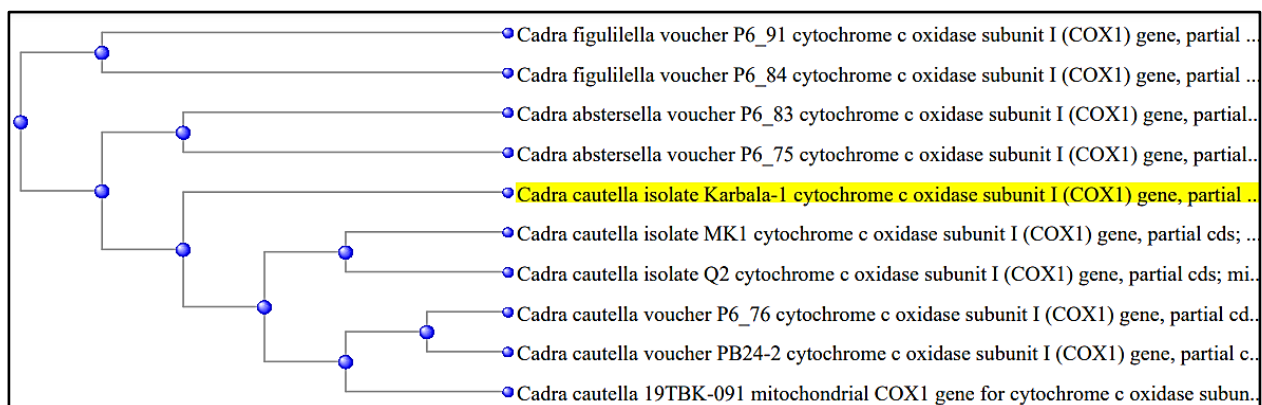 Cadra figulilella voucher P6_91 cytochrome c oxidase subunit I (COX1) gene, partial ...
Cadra figulilella voucher P6_84 cytochrome c oxidase subunit I (COX1) gene, partial ...
Cadra abstersella voucher P6_83 cytochrome c oxidase subunit I (COX1) gene, partial..
Cadra abstersella voucher P6_75 cytochrome c oxidase subunit I (COX1) gene, partial..
Cadra cautella isolate Karbala-1 cytochrome c oxidase subunit I (COX1) gene, partial ...
Cadra cautella isolate MK1 cytochrome c oxidase subunit I (COX1) gene, partial cds; ...
Cadra cautella isolate Q2 cytochrome c oxidase subunit I (COX1) gene, partial cds; mi..
Cadra cautella voucher P6_76 cytochrome c oxidase subunit I (COX1) gene, partial cd..
Cadra cautella voucher PB24-2 cytochrome c oxidase subunit I (COX1) gene, partial c..
Cadra cautella 19TBK-091 mitochondrial COX1 gene for cytochrome c oxidase subun..